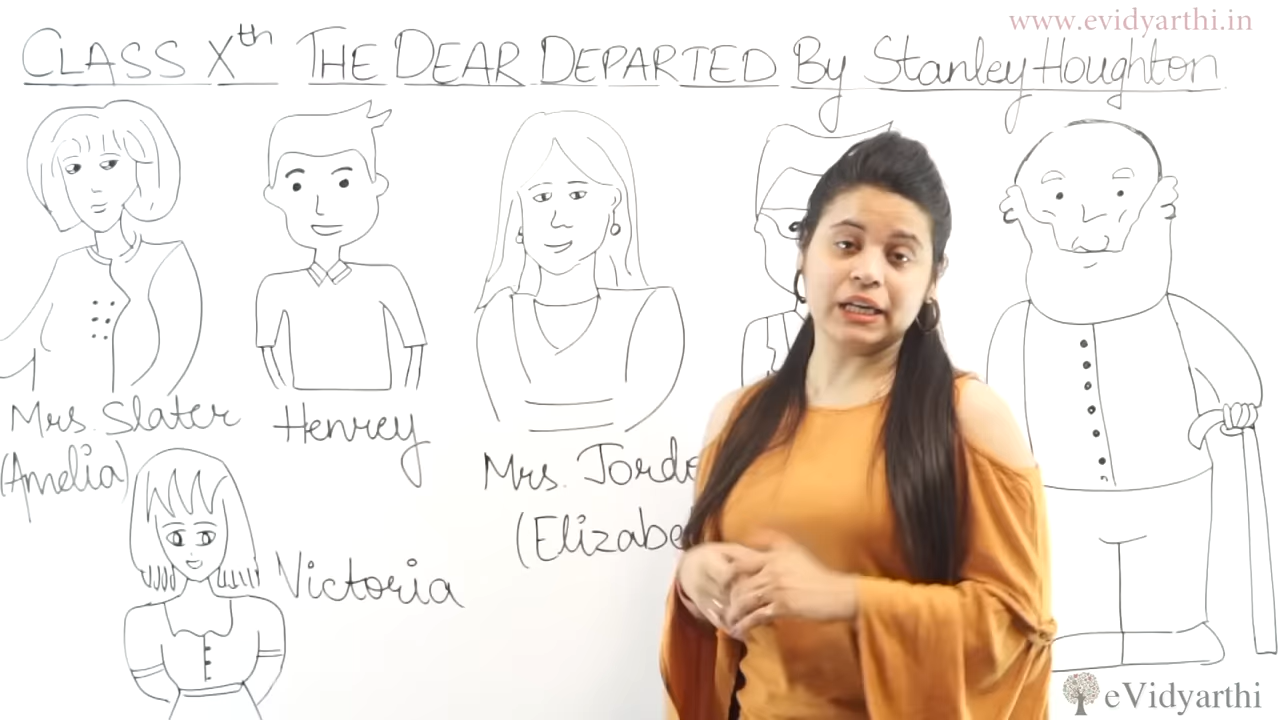 www.evidyarthi.in
CLASS Xth THE DEAR DEPARTED By Stanley Houghton
Mrs. Slater
(Amelia)
Henrey
Mrs. Jord
(Elizabe
Victoria
eVidyarthi